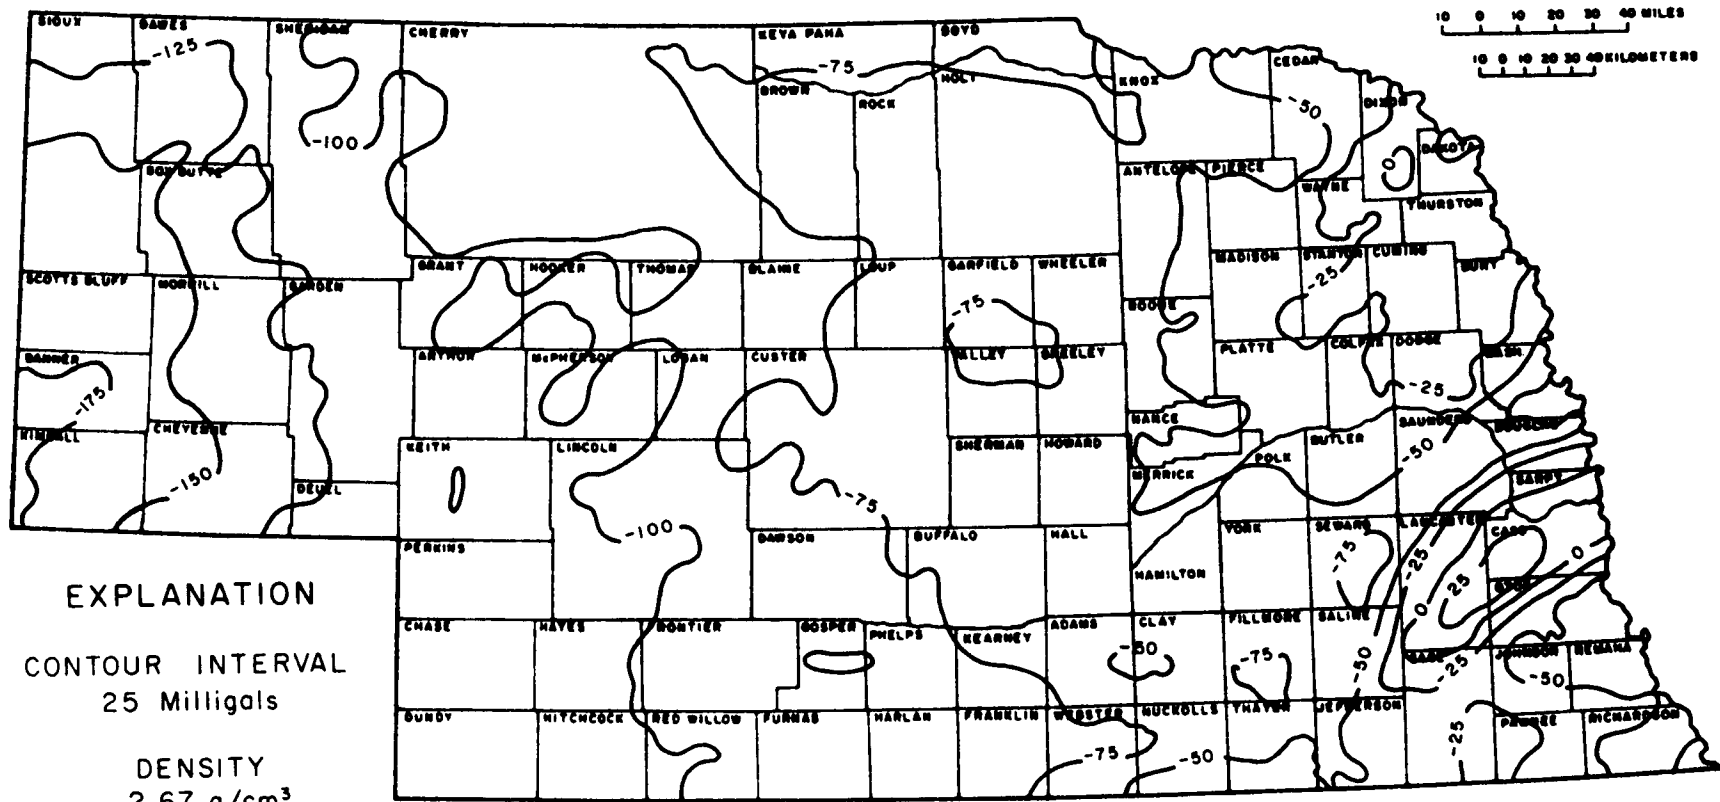 10 0 10 20 30 40 MILES
10 0 10 20 30 40 KILOMETERS
SIOUX DAWES SHERIDAN CHERRY KEYA PAHA BOYD
-125 -75 KNOX CEDAR
BROWN ROCK HOLT -50 DIXON
-100 0 DAKOTA
BOX BUTTE ANTELOPE PIERCE WAYNE
THURSTON
GRANT HOOKER THOMAS BLAINE LOUP GARFIELD WHEELER MADISON STANTON CUMING BURT
SCOTTS BLUFF MORRILL GARDEN -25
-75 BOONE
BANNER ARTHUR McPHERSON LOGAN CUSTER VALLEY GREELEY PLATTE COLFAX DODGE WASH.
-175 -25
KIMBALL CHEYENNE NANCE SAUNDERS DOUGLAS
KEITH LINCOLN SHERMAN HOWARD BUTLER -50
POLK
-150 DEUEL MERRICK SARPY
-75
-100 YORK SEWARD LANCASTER CASS
PERKINS DAWSON BUFFALO HALL -75 -25 0
HAMILTON OTOE
0 -25
EXPLANATION
CHASE HAYES FRONTIER GOSPER PHELPS KEARNEY ADAMS CLAY FILLMORE SALINE
-50 -75 -50 GAGE -25 JOHNSON NEMAHA
-50
CONTOUR INTERVAL
25 Milligals
DUNDY HITCHCOCK RED WILLOW FURNAS HARLAN FRANKLIN WEBSTER NUCKOLLS THAYER JEFFERSON PAWNEE RICHARDSON
-75 -50 -25
DENSITY
2.67 g/cm³